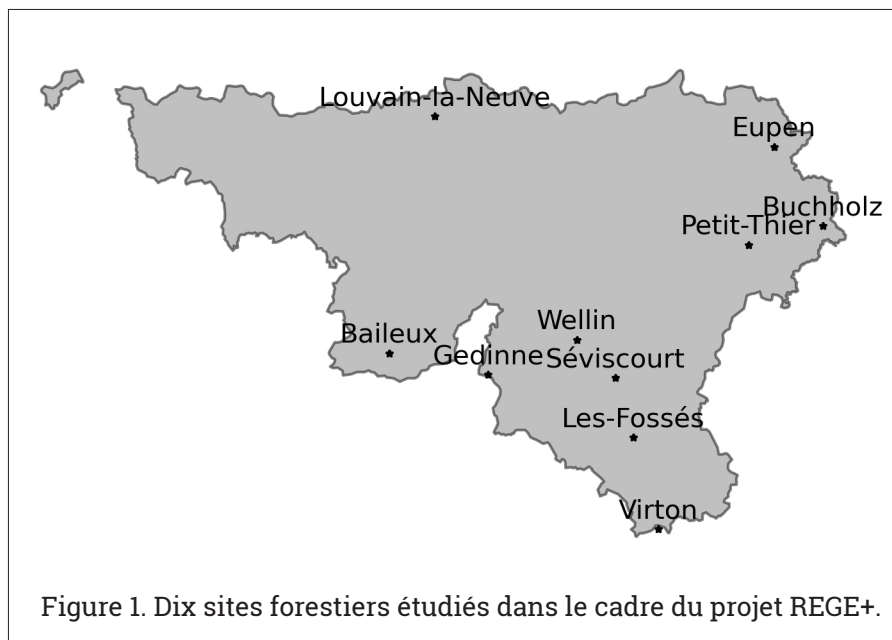 Louvain-la-Neuve
Eupen
Buchholz
Petit-Thier
Wellin
Baileux
Gedinne
Séviscourt
Les-Fossés
Virton
Figure 1. Dix sites forestiers étudiés dans le cadre du projet REGE+.